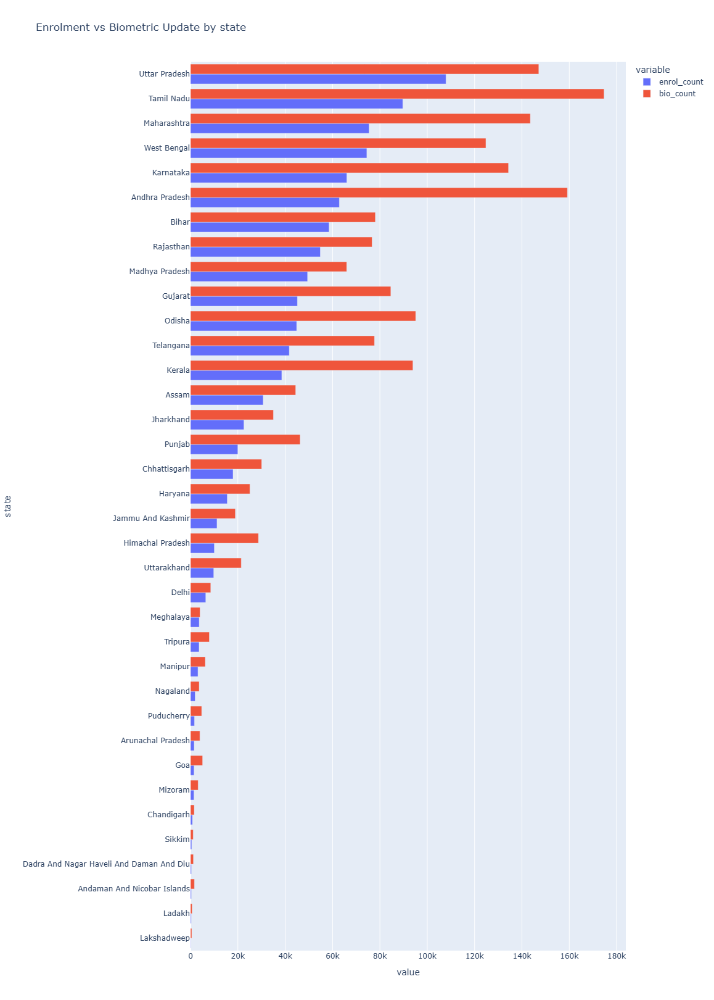 Enrolment vs Biometric Update by state
variable
enrol_count
bio_count
Uttar Pradesh
Tamil Nadu
Maharashtra
West Bengal
Karnataka
Andhra Pradesh
Bihar
Rajasthan
Madhya Pradesh
Gujarat
Odisha
Telangana
Kerala
Assam
Jharkhand
Punjab
Chhattisgarh
Haryana
Jammu And Kashmir
Himachal Pradesh
Uttarakhand
Delhi
Meghalaya
Tripura
Manipur
Nagaland
Puducherry
Arunachal Pradesh
Goa
Mizoram
Chandigarh
Sikkim
Dadra And Nagar Haveli And Daman And Diu
Andaman And Nicobar Islands
Ladakh
Lakshadweep
state
0 20k 40k 60k 80k 100k 120k 140k 160k 180k
value